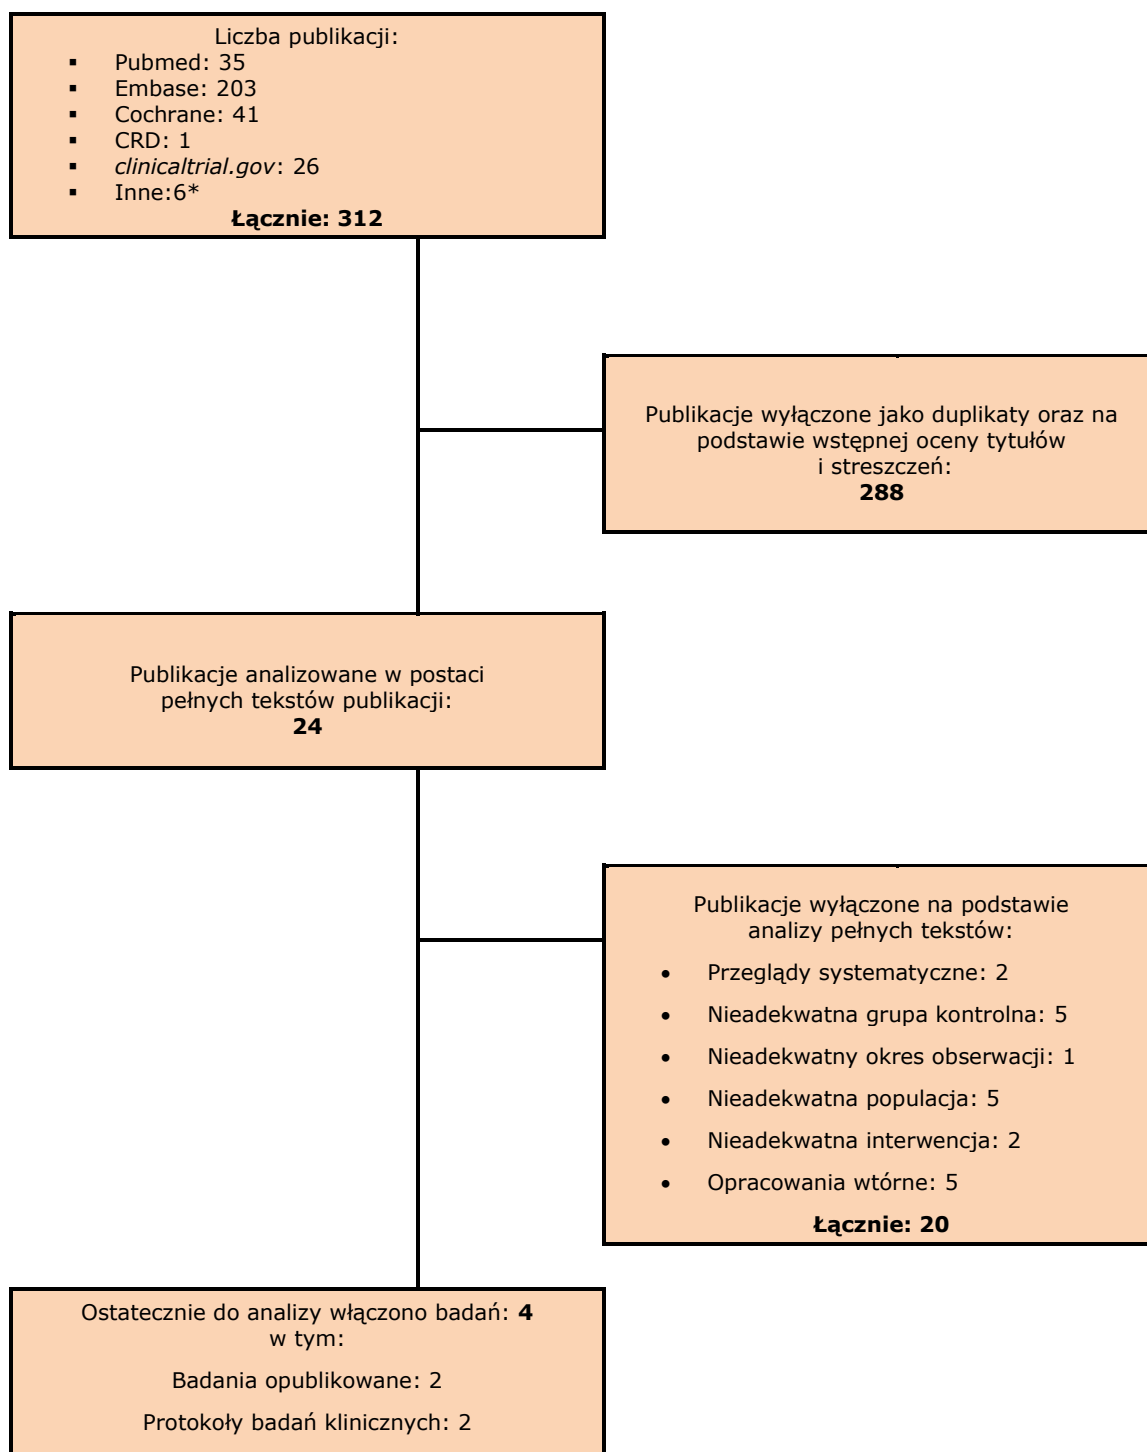 Liczba publikacji:
▪ Pubmed: 35
▪ Embase: 203
▪ Cochrane: 41
▪ CRD: 1
▪ clinicaltrial.gov: 26
▪ Inne:6*
Łącznie: 312
Publikacje wyłączone jako duplikaty oraz na
podstawie wstępnej oceny tytułów
i streszczeń:
288
Publikacje analizowane w postaci
pełnych tekstów publikacji:
24
Publikacje wyłączone na podstawie
analizy pełnych tekstów:
• Przeglądy systematyczne: 2
• Nieadekwatna grupa kontrolna: 5
• Nieadekwatny okres obserwacji: 1
• Nieadekwatna populacja: 5
• Nieadekwatna interwencja: 2
• Opracowania wtórne: 5
Łącznie: 20
Ostatecznie do analizy włączono badań: 4
w tym:
Badania opublikowane: 2
Protokoły badań klinicznych: 2